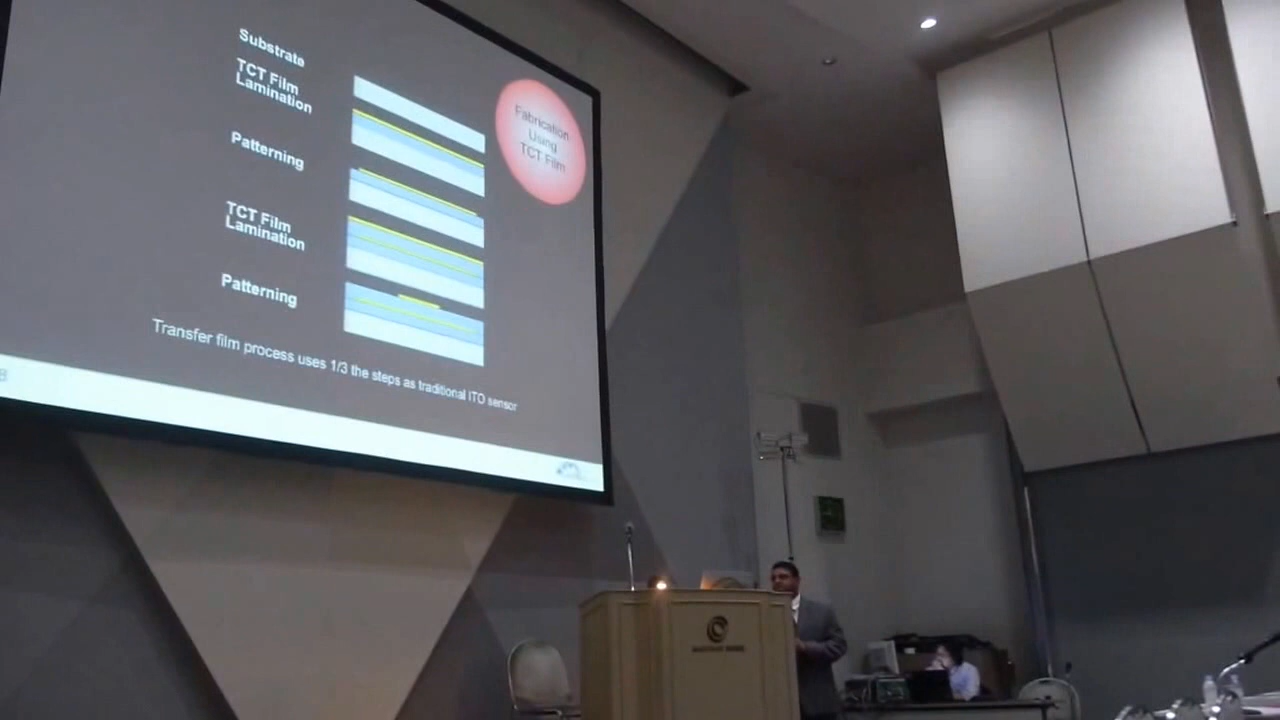 Substrate
TCT Film
Lamination
Patterning
TCT Film
Lamination
Patterning
Fabrication
Using
TCT Film
Transfer film process uses 1/3 the steps as traditional ITO sensor
8